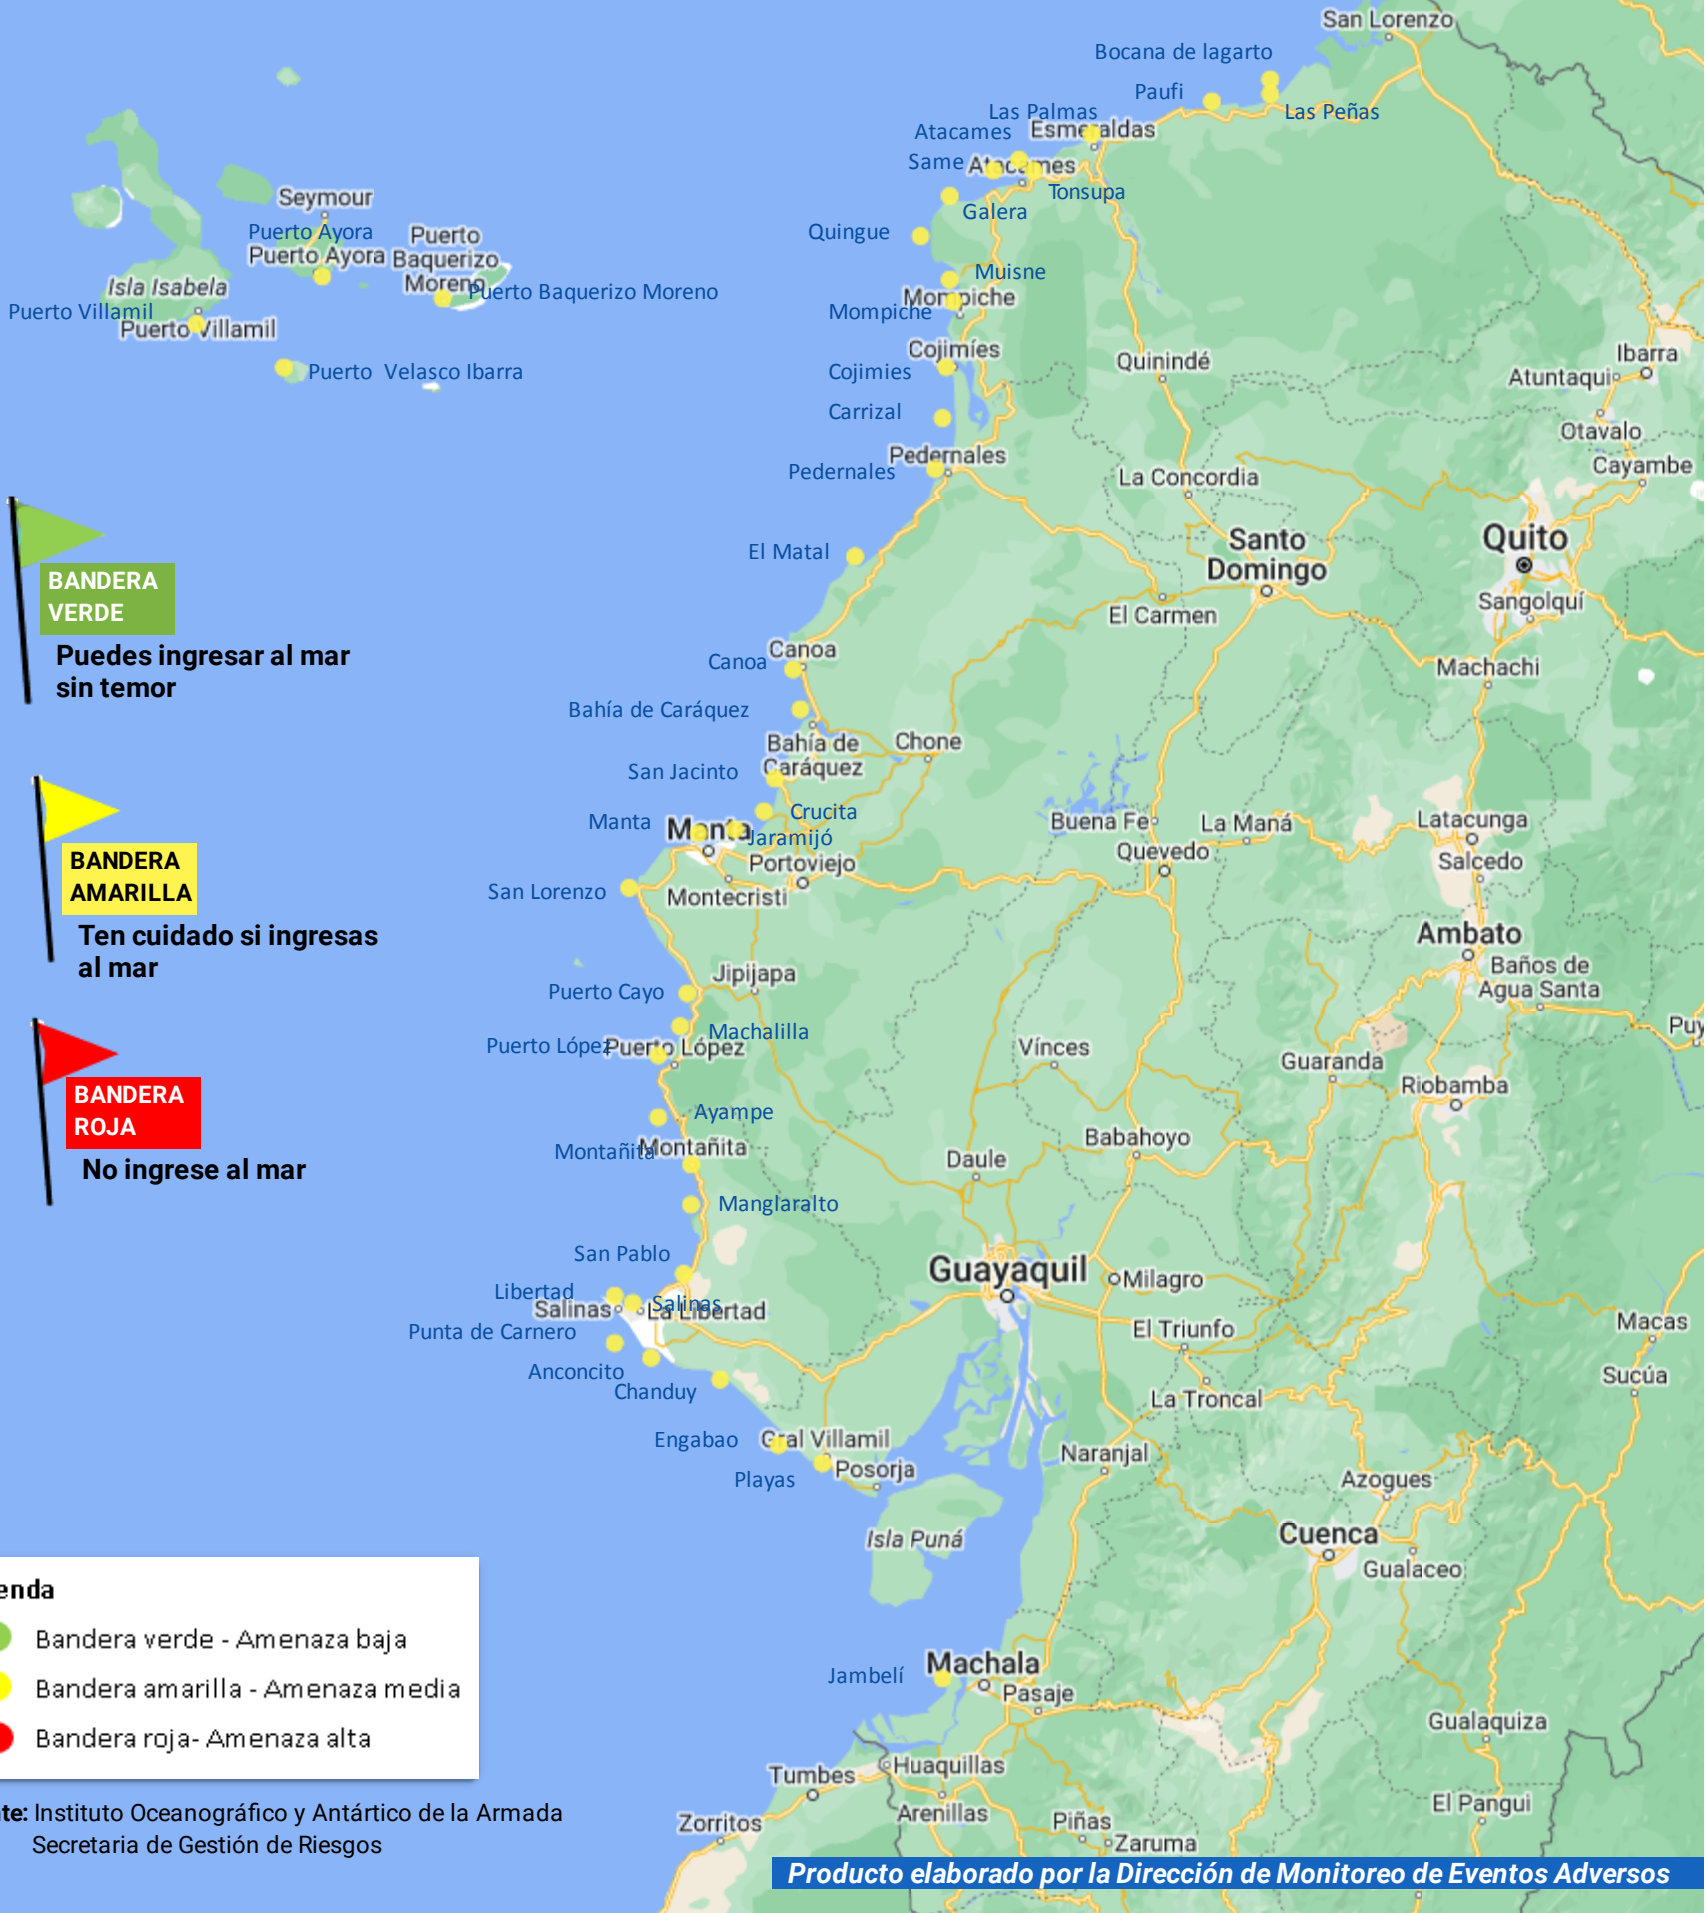 San Lorenzo
Bocana de lagarto
Paufi
Las Peñas
Las Palmas
Esmeraldas
Atacames
Same
Atacames
Tonsupa
Galera
Quingue
Muisne
Mompiche
Mompiche
Cojimíes
Cojimies
Carrizal
Pedernales
Pedernales
El Matal
Canoa
Canoa
Bahía de Caráquez
Bahía de
Caráquez
San Jacinto
Crucita
Manta
Manta
Jaramijó
Portoviejo
San Lorenzo
Montecristi
Jipijapa
Puerto Cayo
Machalilla
Puerto López
Puerto López
Ayampe
Montañita
Montañita
Manglaralto
San Pablo
Libertad
Salinas
Salinas
La Libertad
Punta de Carnero
Anconcito
Chanduy
Engabao
Gral Villamil
Playas
Posorja
Isla Puná
Jambelí
Machala
Pasaje
Huaquillas
Tumbes
Arenillas
Zorritos
Piñas
Zaruma
Seymour
Puerto Ayora
Puerto Ayora
Puerto
Baquerizo
Moreno
Puerto Baquerizo Moreno
Isla Isabela
Puerto Villamil
Puerto Villamil
Puerto Velasco Ibarra
Quinindé
Ibarra
Atuntaqui
Otavalo
Cayambe
La Concordia
Santo
Domingo
Quito
Sangolquí
El Carmen
Machachi
Chone
Buena Fe
La Maná
Latacunga
Quevedo
Salcedo
Ambato
Baños de
Agua Santa
Puy
Vínces
Guaranda
Riobamba
Babahoyo
Daule
Guayaquil
Milagro
El Triunfo
Macas
Sucúa
La Troncal
Naranjal
Azogues
Cuenca
Gualaceo
Gualaquiza
El Pangui
BANDERA
VERDE
Puedes ingresar al mar
sin temor
BANDERA
AMARILLA
Ten cuidado si ingresas
al mar
BANDERA
ROJA
No ingrese al mar
enda
Bandera verde - Amenaza baja
Bandera amarilla - Amenaza media
Bandera roja- Amenaza alta
te: Instituto Oceanográfico y Antártico de la Armada
Secretaria de Gestión de Riesgos
Producto elaborado por la Dirección de Monitoreo de Eventos Adversos